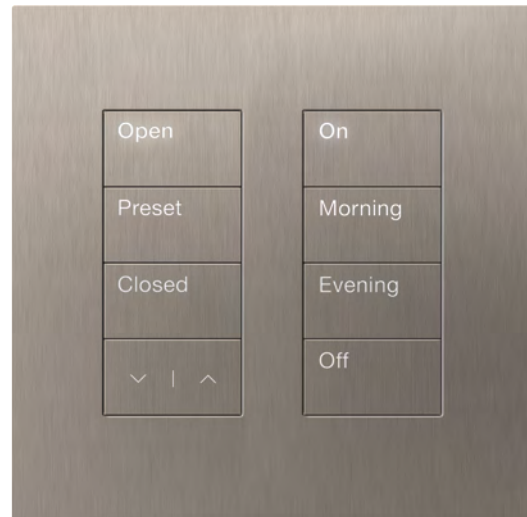 Open
Preset
Closed
On
Morning
Evening
Off